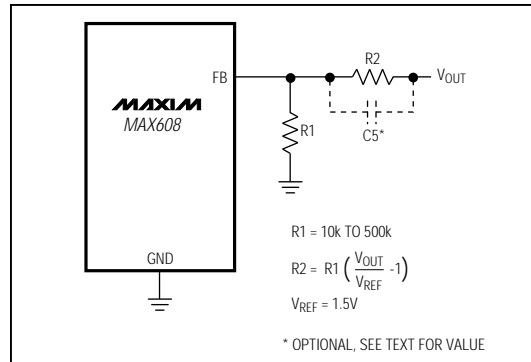 R2
FB
VOUT
MAXIM
MAX608
R1
C5*
R1 = 10k TO 500k
GND
R2 = R1 ( VOUT / VREF -1 )
VREF = 1.5V
* OPTIONAL, SEE TEXT FOR VALUE